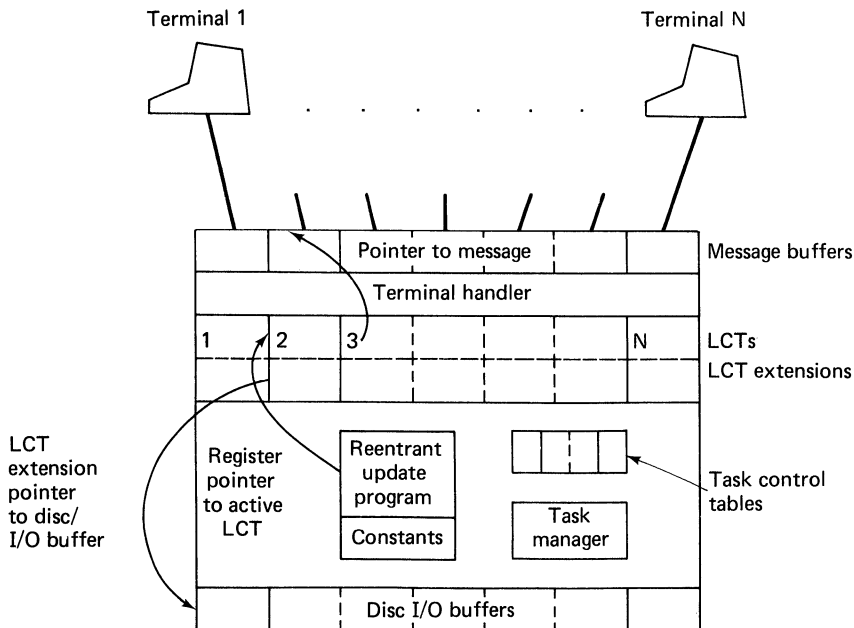 Terminal 1
Terminal N
Pointer to message
Message buffers
Terminal handler
1
2
3
N
LCTs
LCT extensions
LCT
extension
pointer
to disc/
I/O buffer
Register
pointer
to active
LCT
Reentrant
update
program
Constants
Task
manager
Task control
tables
Disc I/O buffers